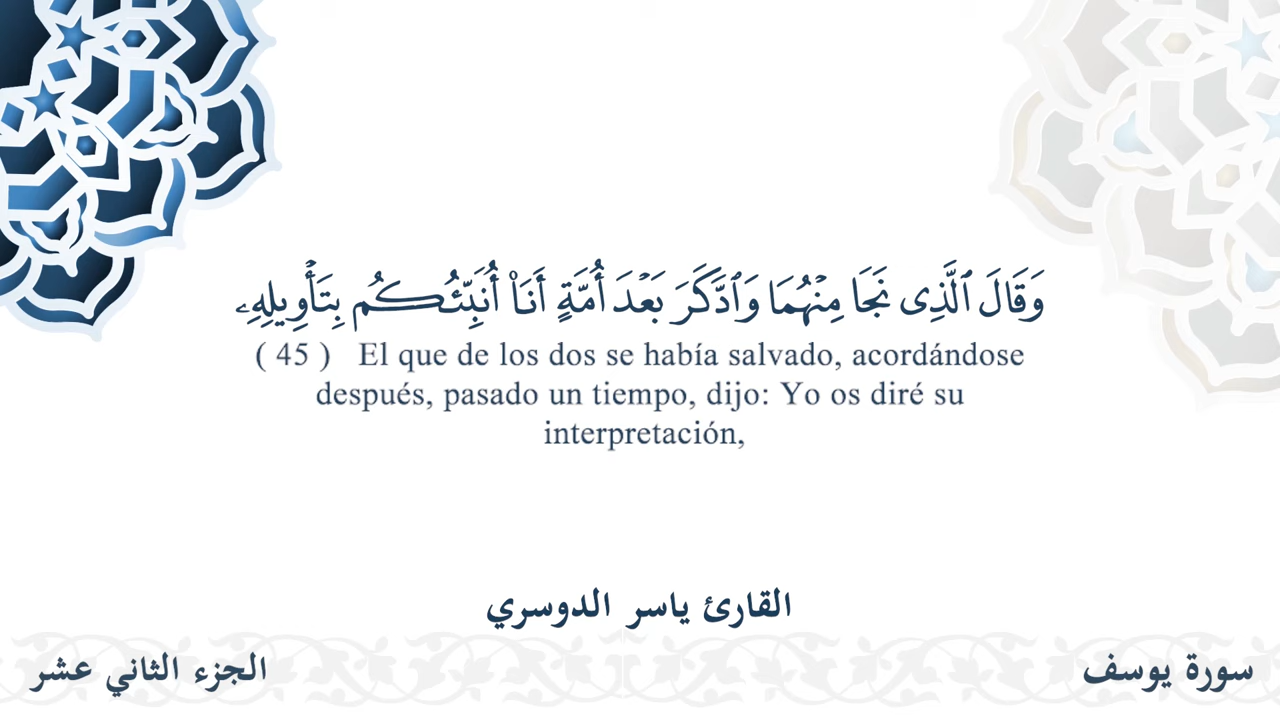 وَقَالَ ٱلَّذِى نَجَا مِنْهُمَا وَٱدَّكَرَ بَعْدَ أُمَّةٍ أَنَا۠ أُنَبِّئُكُم بِتَأْوِيلِهِۦ
( 45 ) El que de los dos se había salvado, acordándose
después, pasado un tiempo, dijo: Yo os diré su
interpretación,
القارئ ياسر الدوسري
سورة يوسف
الجزء الثاني عشر